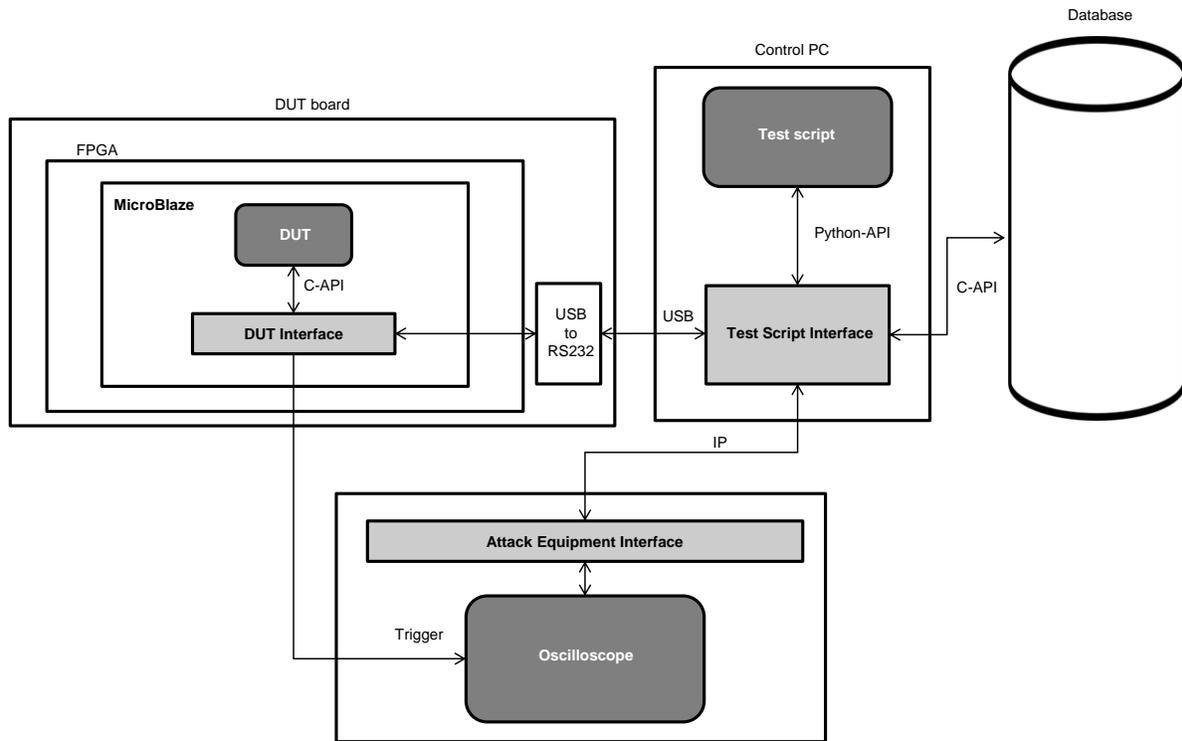 Database
Control PC
DUT board
Test script
FPGA
MicroBlaze
DUT
Python-API
C-API
C-API
USB
to
RS232
USB
DUT Interface
Test Script Interface
IP
Attack Equipment Interface
Trigger
Oscilloscope